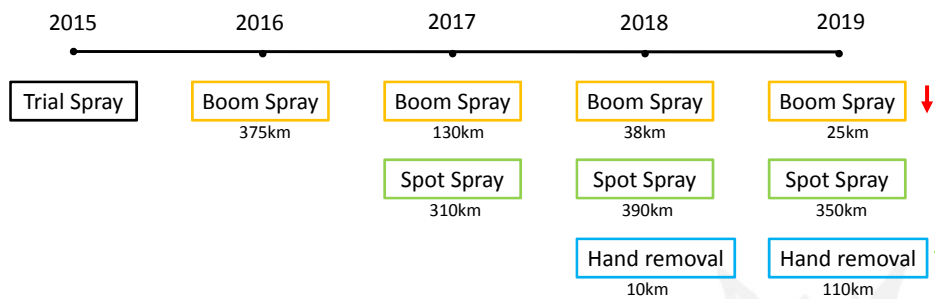 2015 2016 2017 2018 2019
Trial Spray Boom Spray Boom Spray Boom Spray Boom Spray
375km 130km 38km 25km
Spot Spray Spot Spray Spot Spray
310km 390km 350km
Hand removal Hand removal
10km 110km